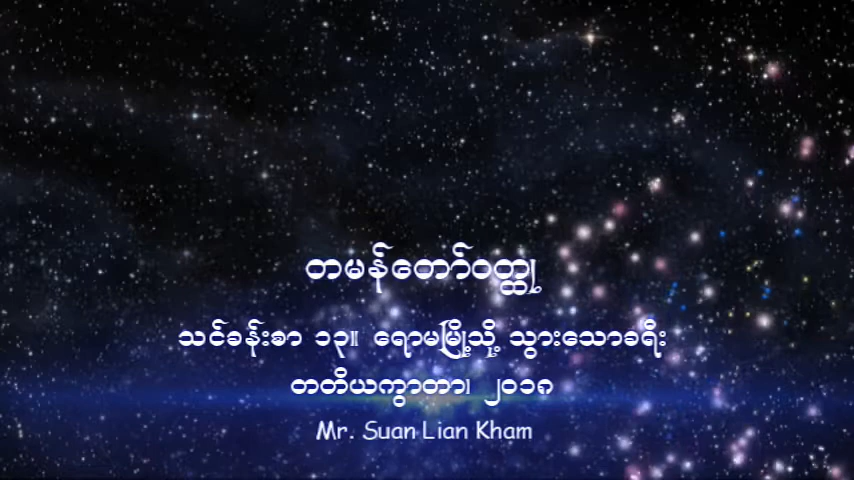 တမန်တော်ဝတ္ထု
သင်ခန်းစာ ၁၃။ ရောမမြို့သို့ သွားသောခရီး
တတိယကွာတာ၊ ၂၀၁၈
Mr. Suan Lian Kham